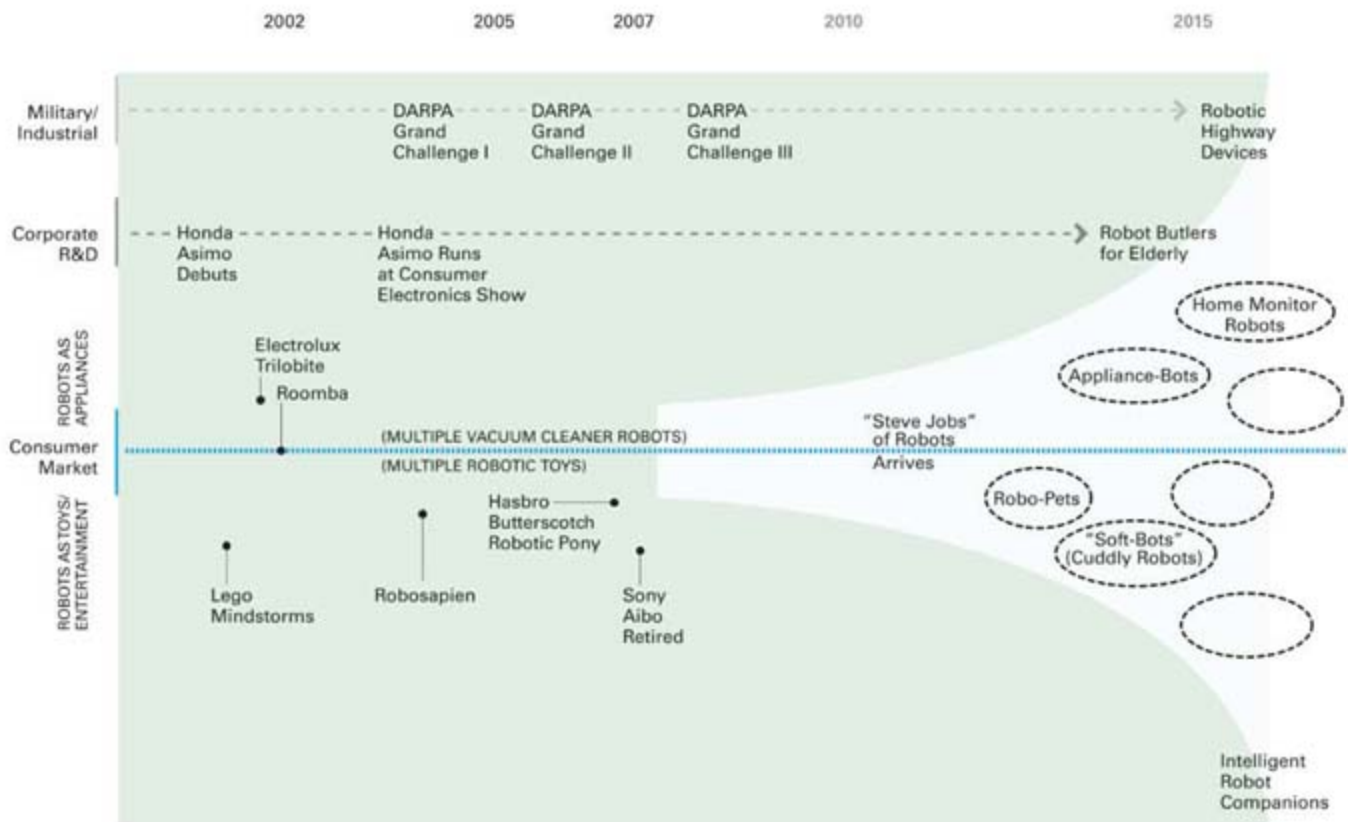 2002 2005 2007 2010 2015
Military/
Industrial
DARPA
Grand
Challenge I
DARPA
Grand
Challenge II
DARPA
Grand
Challenge III
Robotic
Highway
Devices
Corporate
R&D
Honda
Asimo
Debuts
Honda
Asimo Runs
at Consumer
Electronics Show
Robot Butlers
for Elderly
Home Monitor
Robots
ROBOTS AS
APPLIANCES
Electrolux
Trilobite
Roomba
Appliance-Bots
Consumer
Market
(MULTIPLE VACUUM CLEANER ROBOTS)
(MULTIPLE ROBOTIC TOYS)
"Steve Jobs"
of Robots
Arrives
ROBOTS AS TOYS/
ENTERTAINMENT
Hasbro
Butterscotch
Robotic Pony
Robo-Pets
"Soft-Bots"
(Cuddly Robots)
Lego
Mindstorms
Robosapien
Sony
Aibo
Retired
Intelligent
Robot
Companions